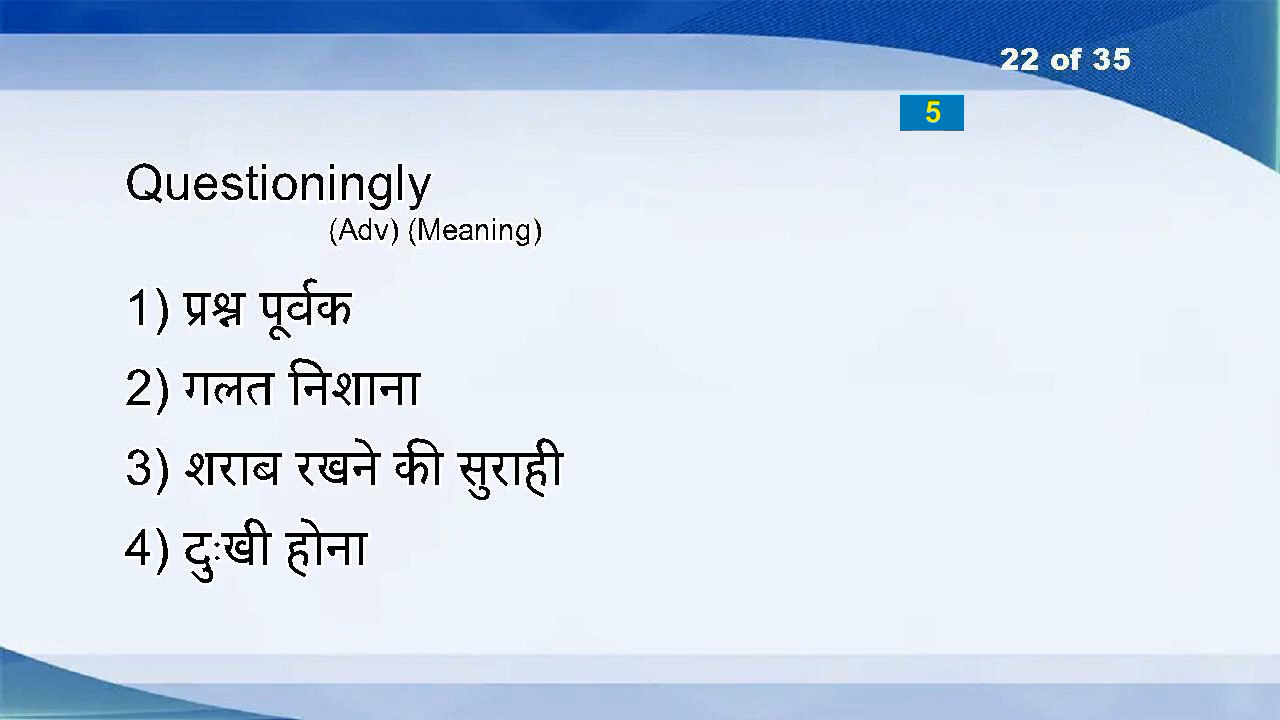 22 of 35
5
Questioningly
(Adv) (Meaning)
1) प्रश्न पूर्वक
2) गलत निशाना
3) शराब रखने की सुराही
4) दुःखी होना